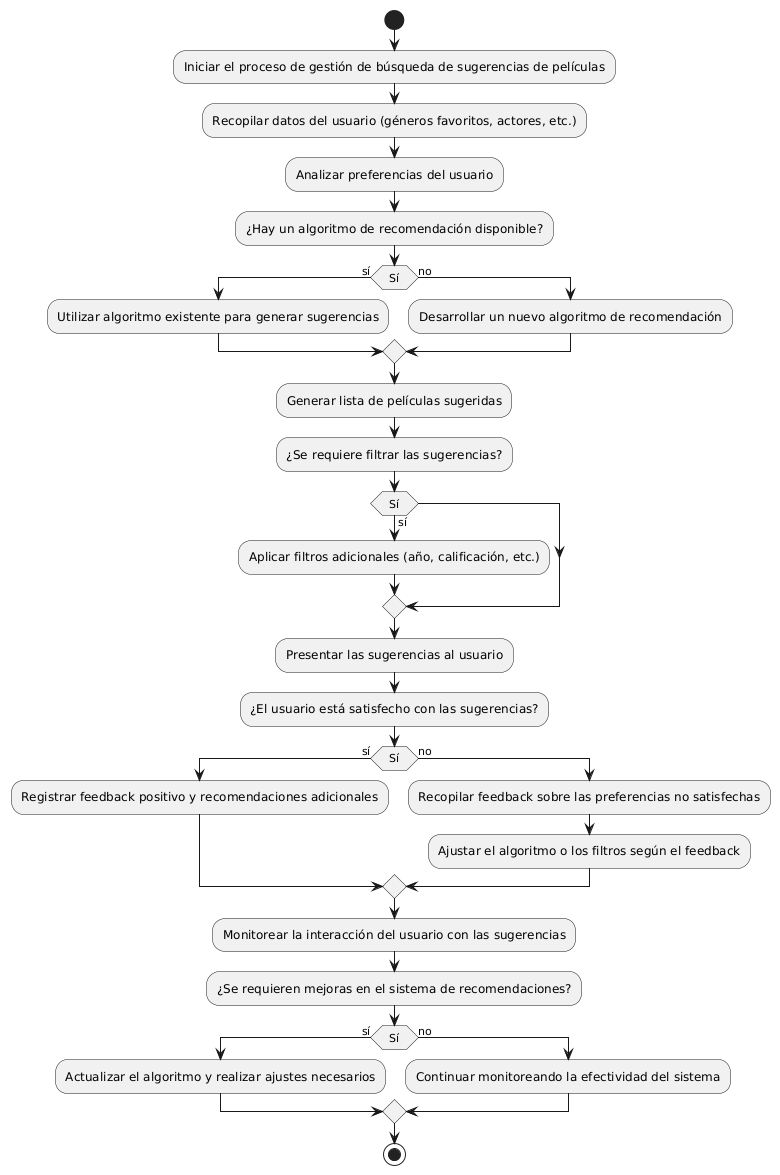 Iniciar el proceso de gestión de búsqueda de sugerencias de películas
Recopilar datos del usuario (géneros favoritos, actores, etc.)
Analizar preferencias del usuario
¿Hay un algoritmo de recomendación disponible?
sí
Sí
no
Utilizar algoritmo existente para generar sugerencias
Desarrollar un nuevo algoritmo de recomendación
Generar lista de películas sugeridas
¿Se requiere filtrar las sugerencias?
Sí
sí
Aplicar filtros adicionales (año, calificación, etc.)
Presentar las sugerencias al usuario
¿El usuario está satisfecho con las sugerencias?
sí
Sí
no
Registrar feedback positivo y recomendaciones adicionales
Recopilar feedback sobre las preferencias no satisfechas
Ajustar el algoritmo o los filtros según el feedback
Monitorear la interacción del usuario con las sugerencias
¿Se requieren mejoras en el sistema de recomendaciones?
sí
Sí
no
Actualizar el algoritmo y realizar ajustes necesarios
Continuar monitoreando la efectividad del sistema